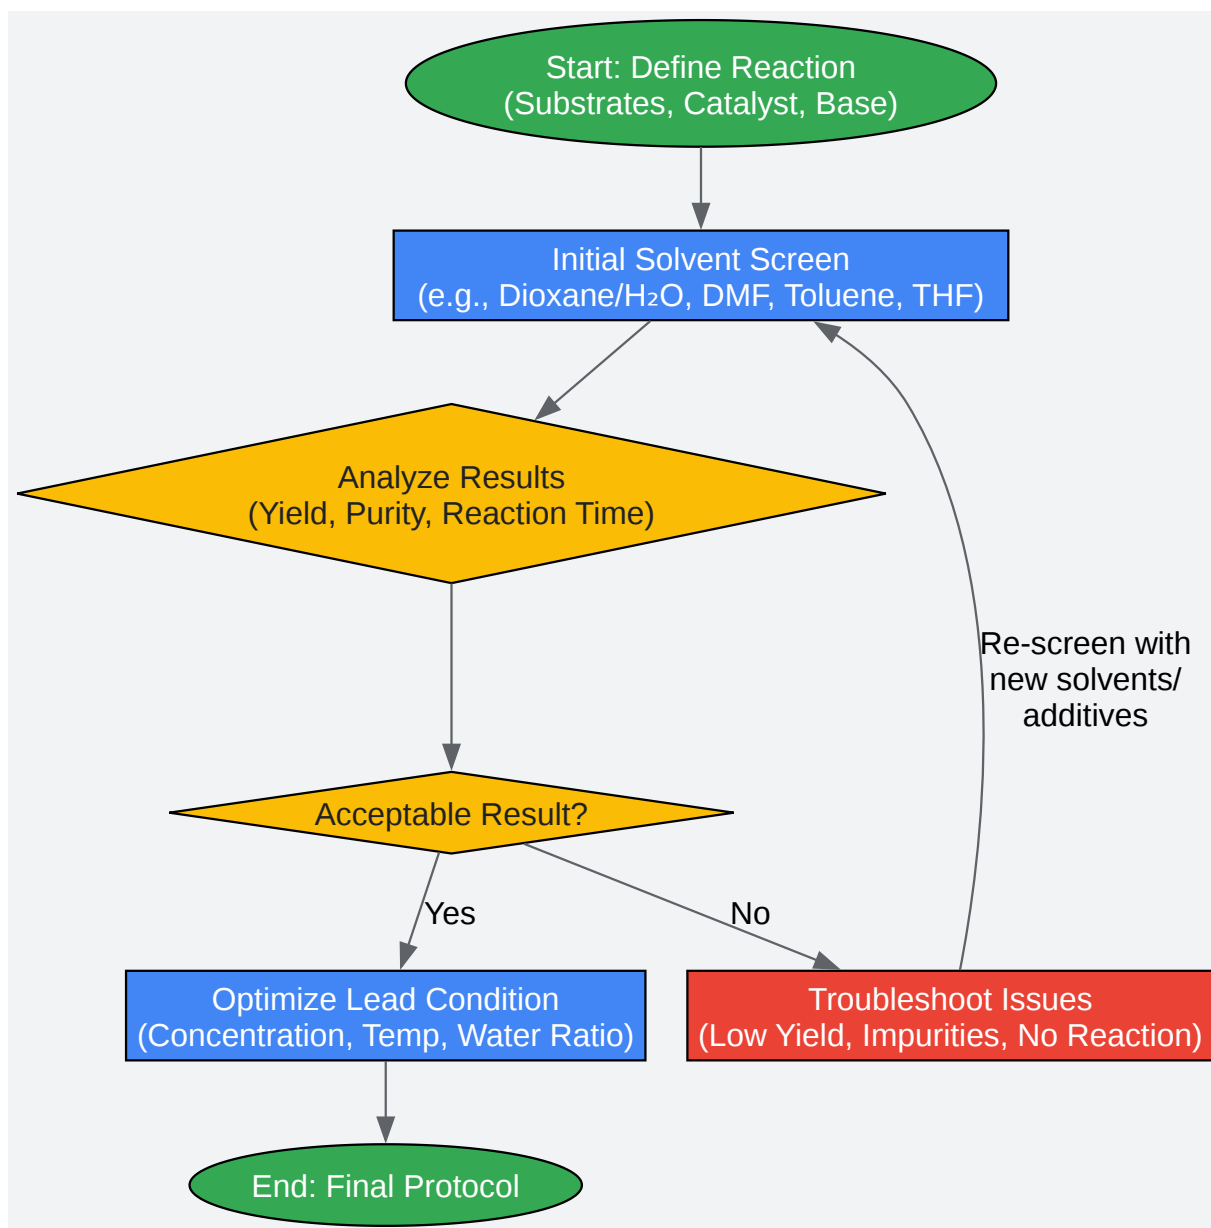 Start: Define Reaction
(Substrates, Catalyst, Base)
Initial Solvent Screen
(e.g., Dioxane/H₂O, DMF, Toluene, THF)
Analyze Results
(Yield, Purity, Reaction Time)
Re-screen with
new solvents/
additives
Acceptable Result?
Yes
No
Optimize Lead Condition
(Concentration, Temp, Water Ratio)
Troubleshoot Issues
(Low Yield, Impurities, No Reaction)
End: Final Protocol